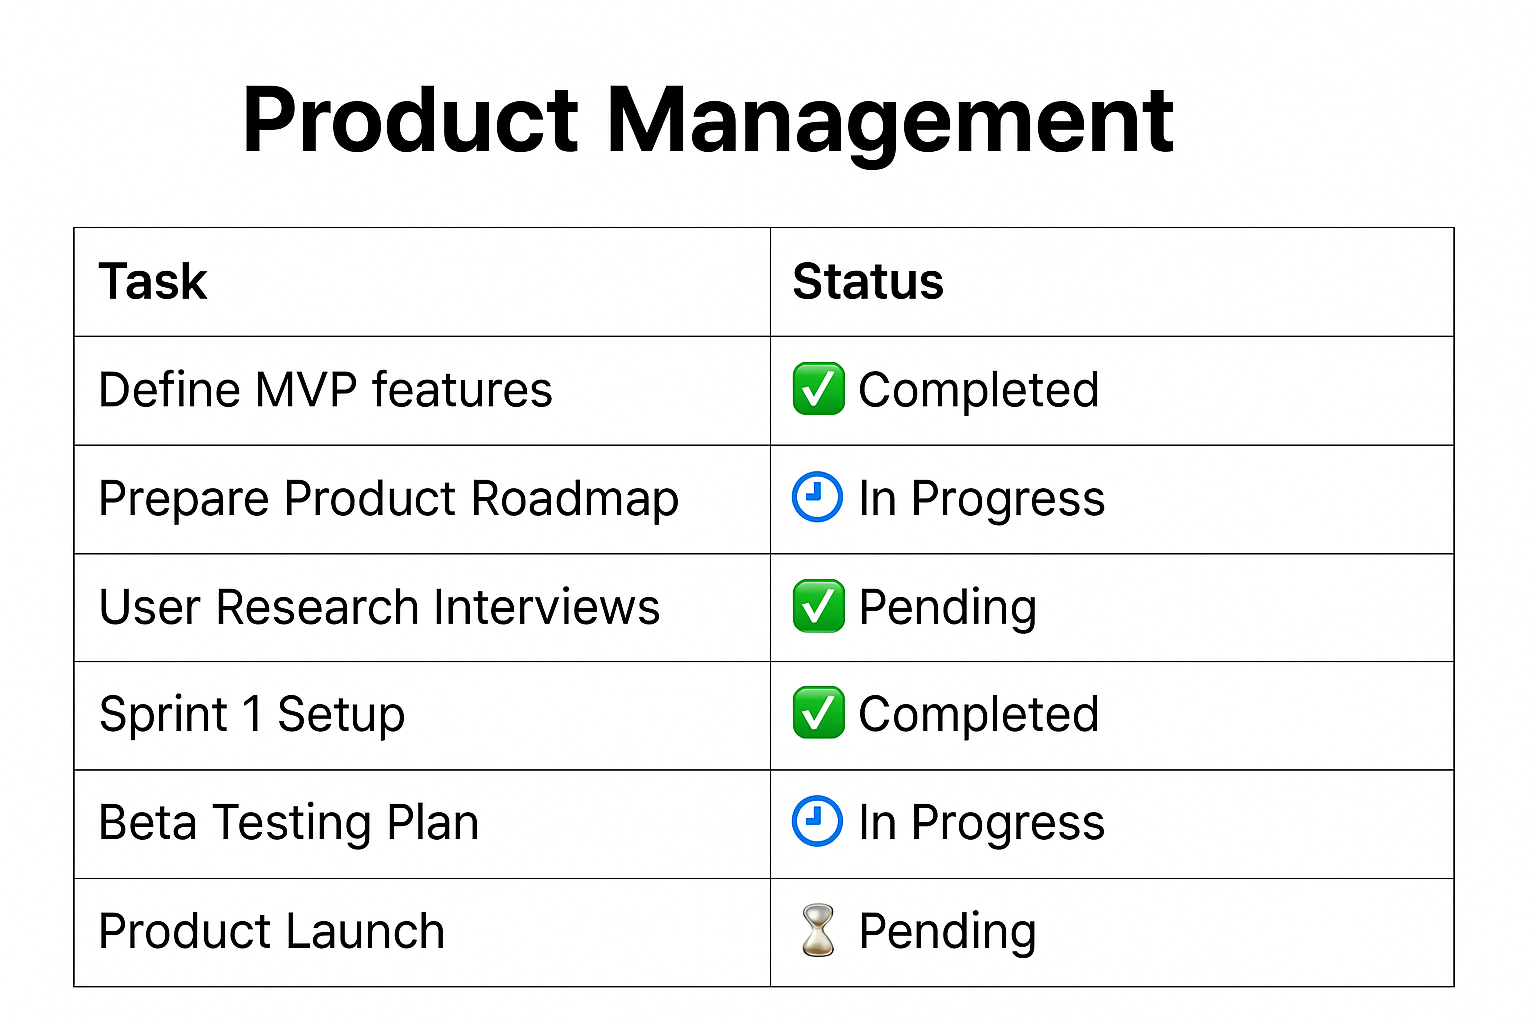 Product Management
Task Status
Define MVP features ✅ Completed
Prepare Product Roadmap 🕘 In Progress
User Research Interviews ✅ Pending
Sprint 1 Setup ✅ Completed
Beta Testing Plan 🕘 In Progress
Product Launch ⏳ Pending